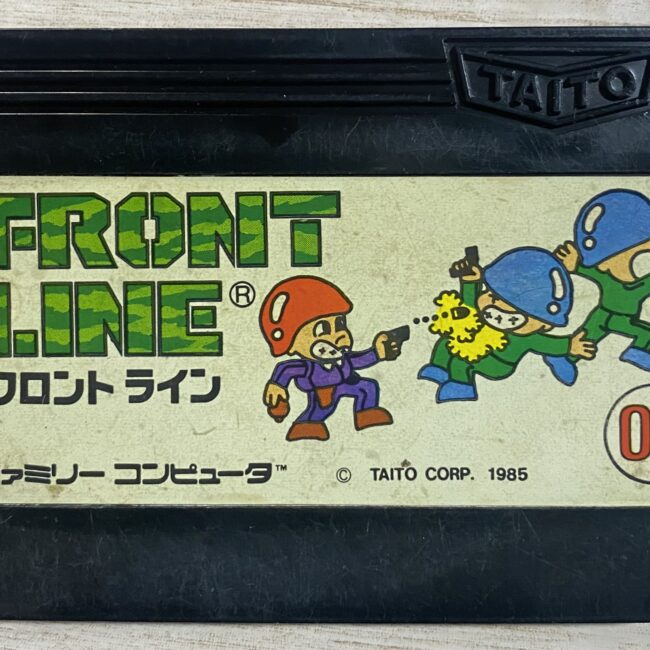 TAITO
FRONT
LINE®
フロント ライン
ファミリー コンピュータ™
© TAITO CORP. 1985
0